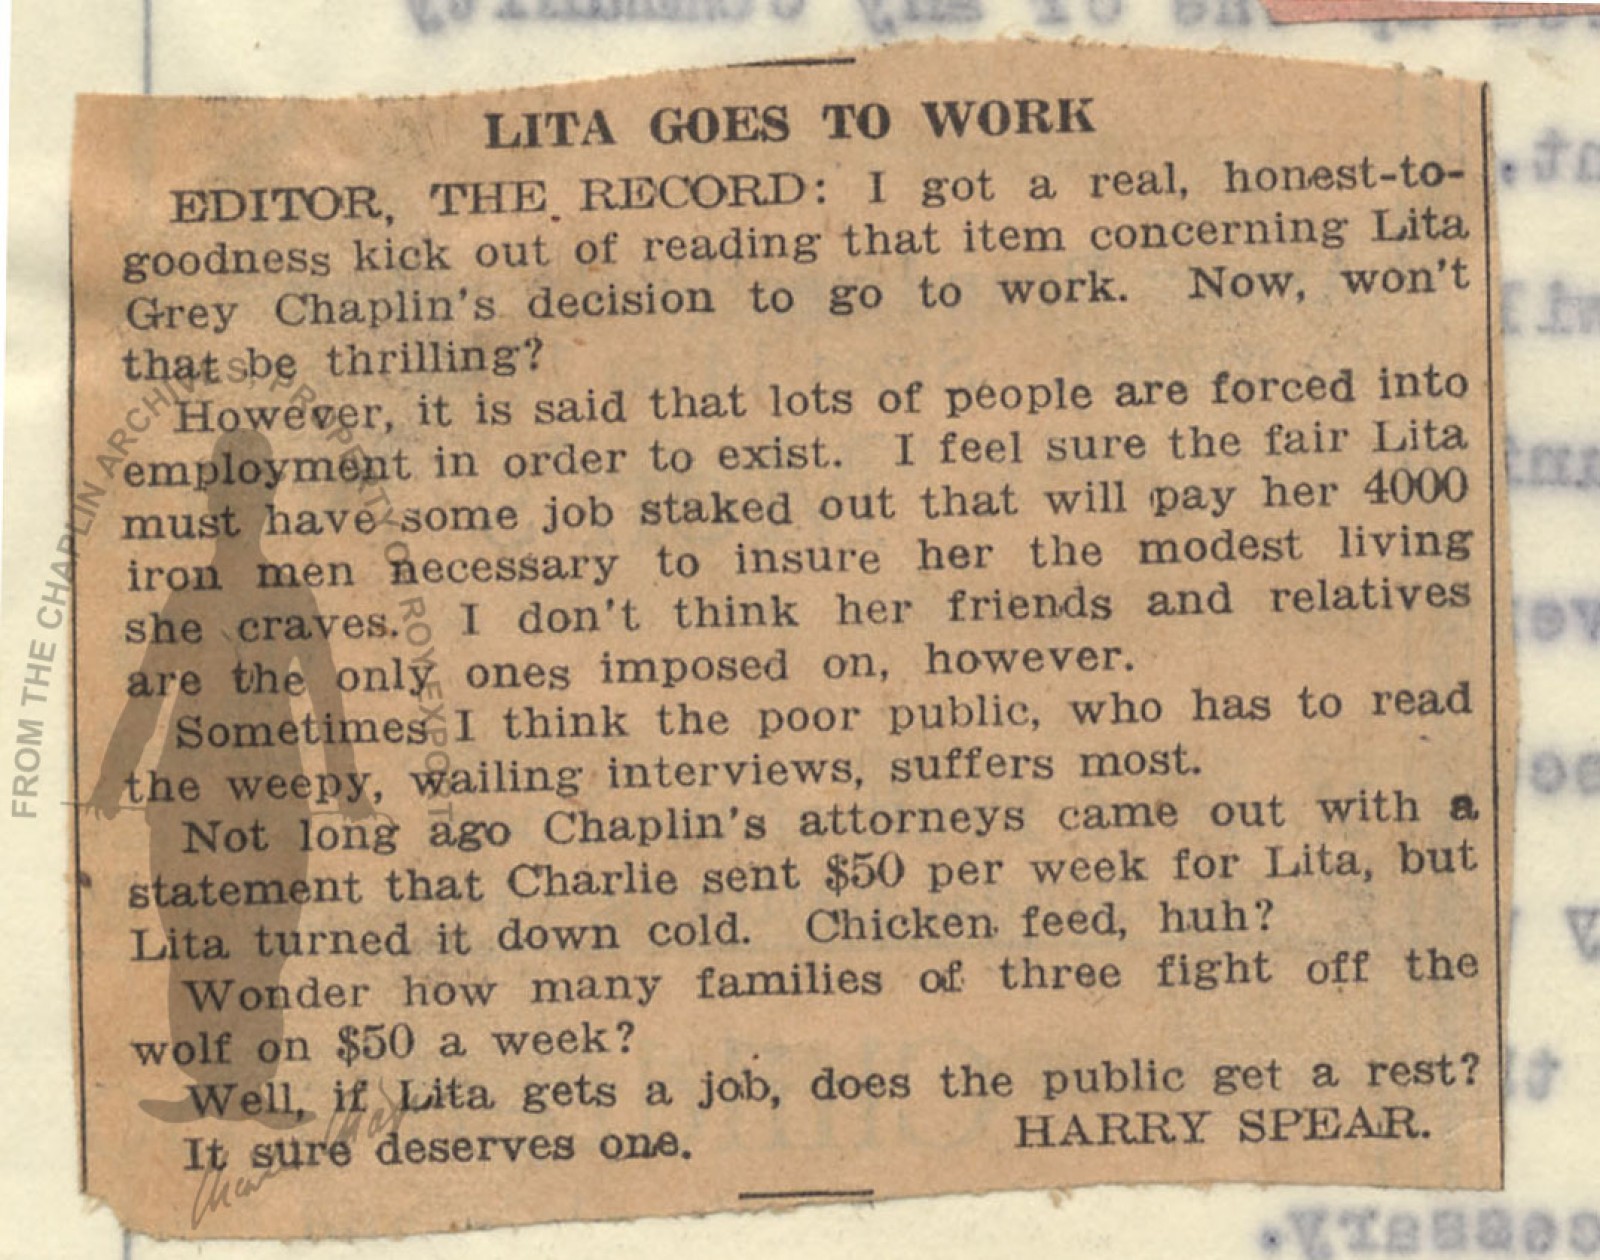 LITA GOES TO WORK
EDITOR, THE RECORD: I got a real, honest-to-
goodness kick out of reading that item concerning Lita
Grey Chaplin's decision to go to work. Now, won't
that be thrilling?
However, it is said that lots of people are forced into
employment in order to exist. I feel sure the fair Lita
must have some job staked out that will pay her 4000
iron men necessary to insure her the modest living
she craves. I don't think her friends and relatives
are the only ones imposed on, however.
Sometimes I think the poor public, who has to read
the weepy, wailing interviews, suffers most.
Not long ago Chaplin's attorneys came out with a
statement that Charlie sent $50 per week for Lita, but
Lita turned it down cold. Chicken feed, huh?
Wonder how many families of three fight off the
wolf on $50 a week?
Well, if Lita gets a job, does the public get a rest?
It sure deserves one. HARRY SPEAR.
FROM THE CHAPLIN ARCHIVES. PROPERTY OF ROY EXPORT